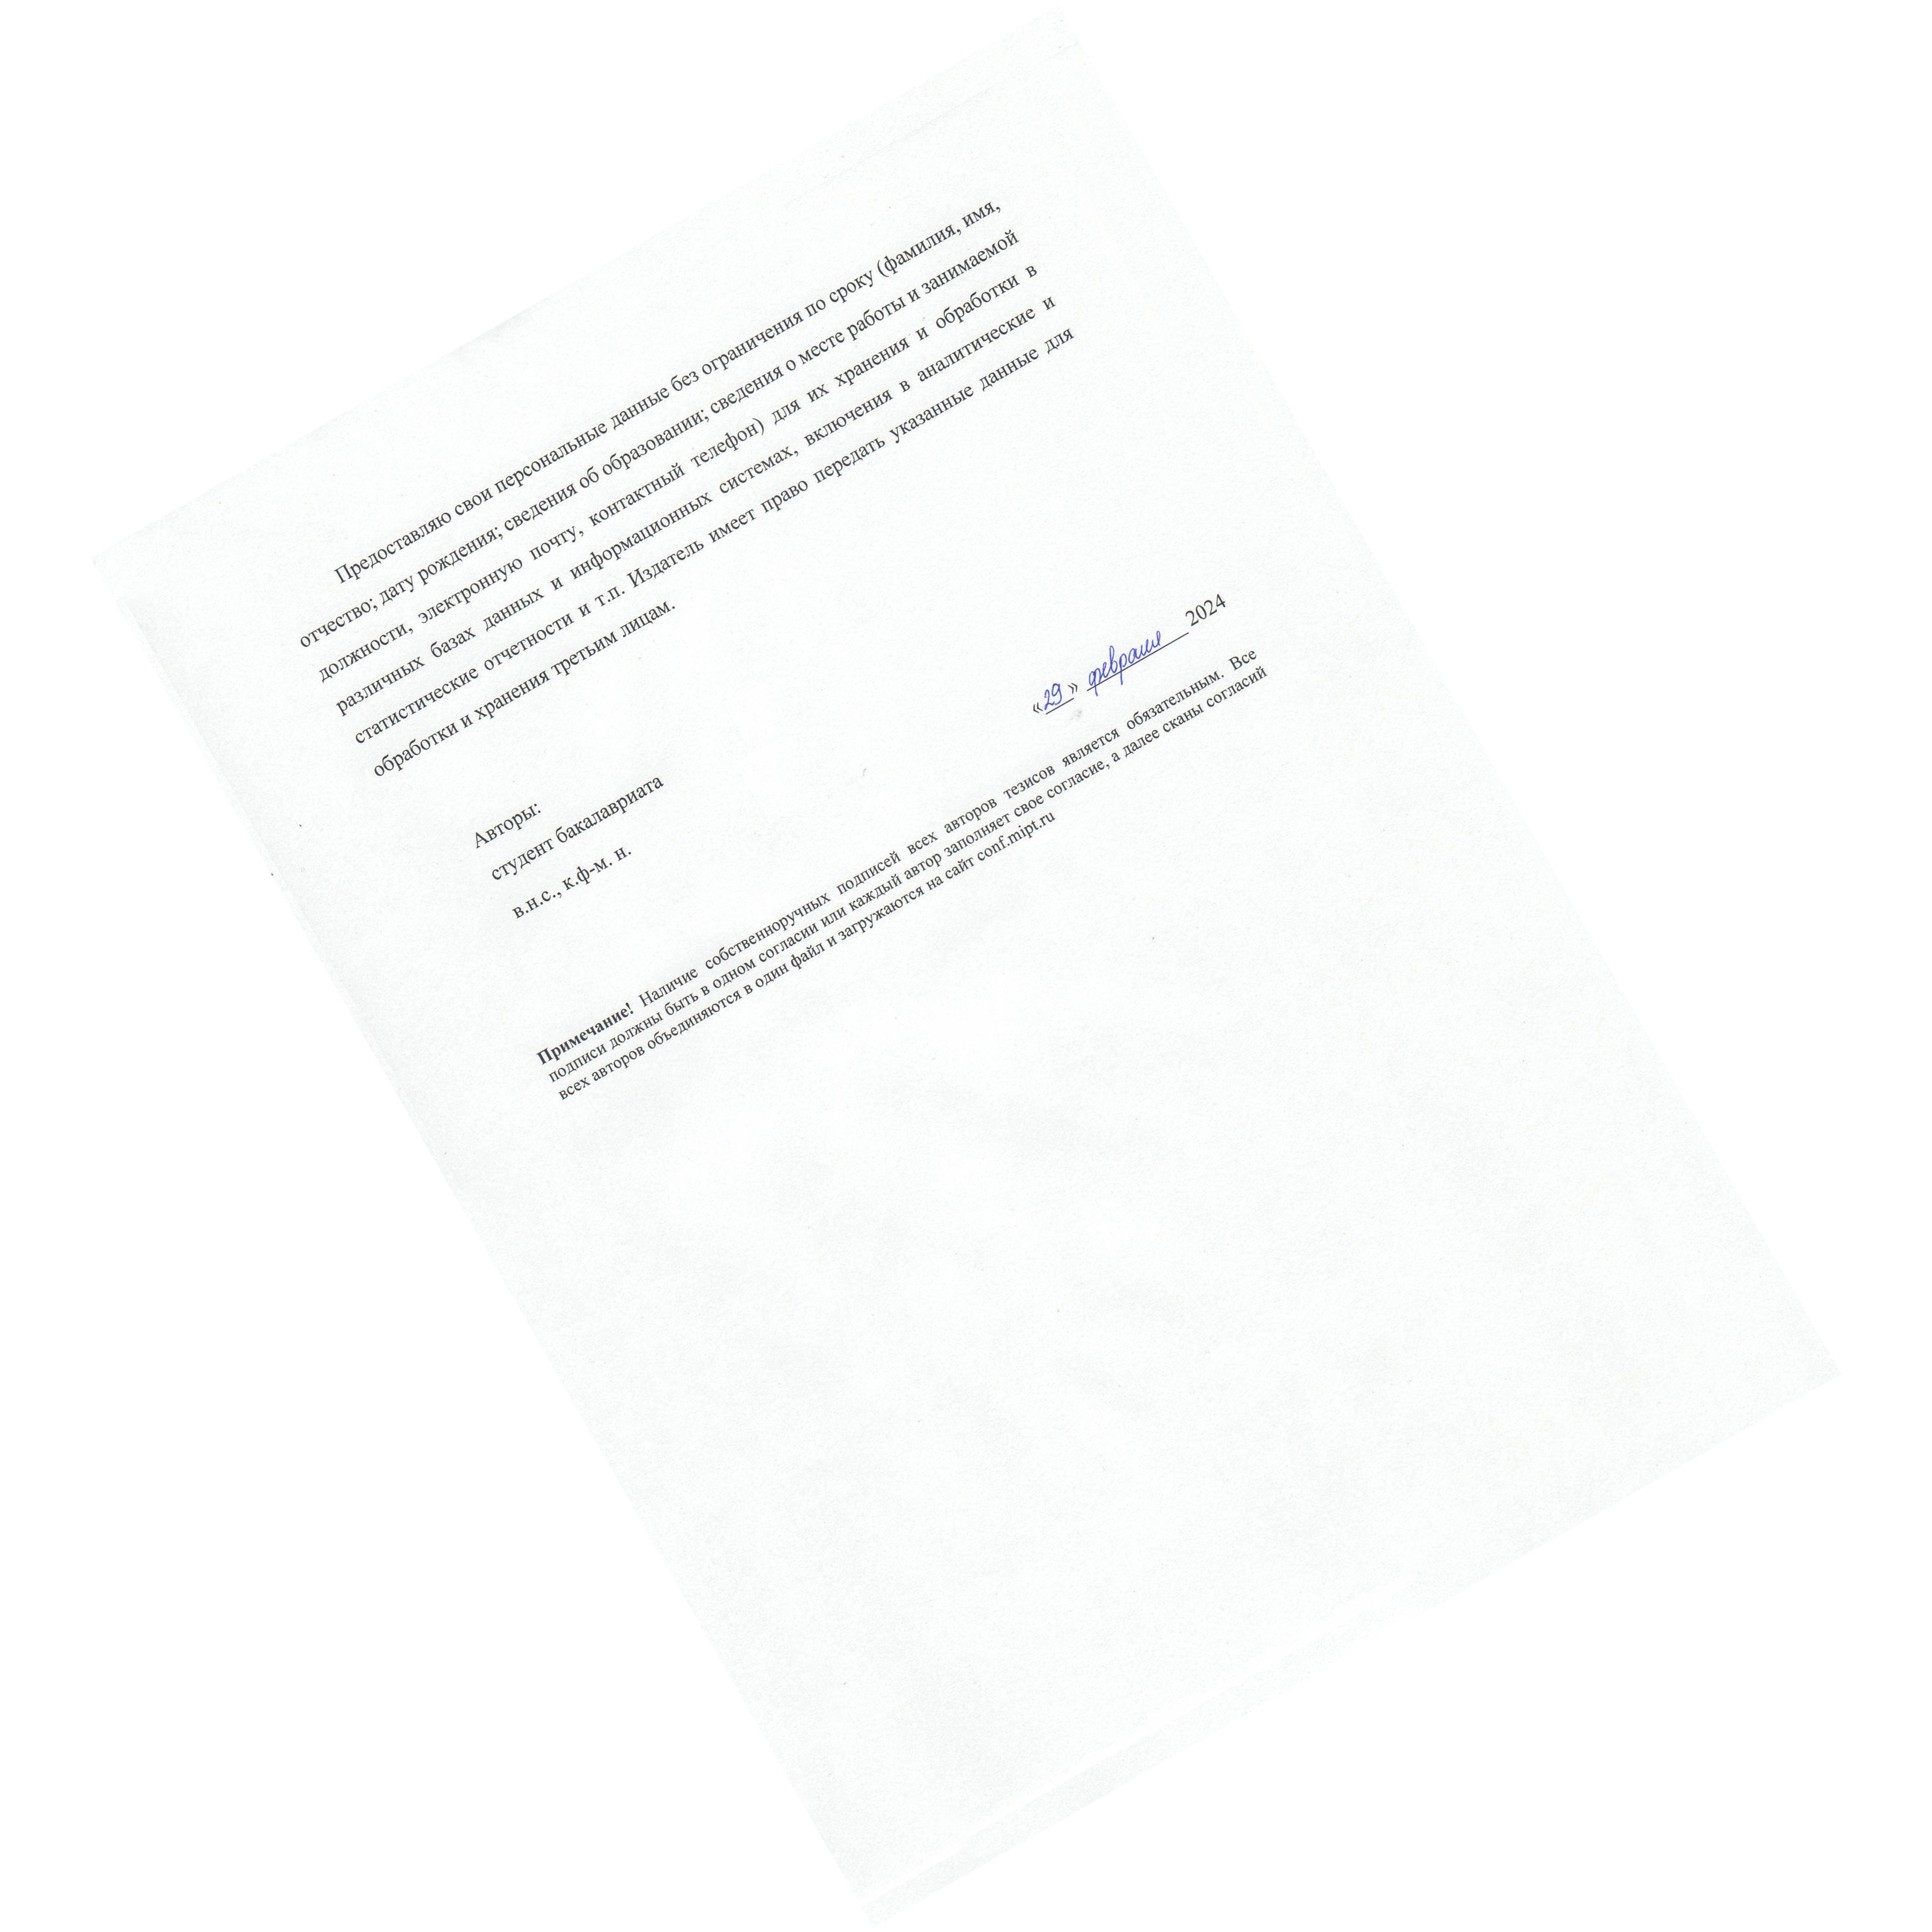 Предоставляю свои персональные данные без ограничения по сроку (фамилия, имя,
отчество; дату рождения; сведения об образовании; сведения о месте работы и занимаемой
должности, электронную почту, контактный телефон) для их хранения и обработки в
различных базах данных и информационных системах, включения в аналитические и
статистические отчетности и т.п. Издатель имеет право передать указанные данные для
обработки и хранения третьим лицам.
Авторы:
студент бакалавриата
в.н.с., к.ф-м. н.
«29» февраля 2024
Примечание! Наличие собственноручных подписей всех авторов тезисов является обязательным. Все
подписи должны быть в одном согласии или каждый автор заполняет свое согласие, а далее сканы согласий
всех авторов объединяются в один файл и загружаются на сайт conf.mipt.ru